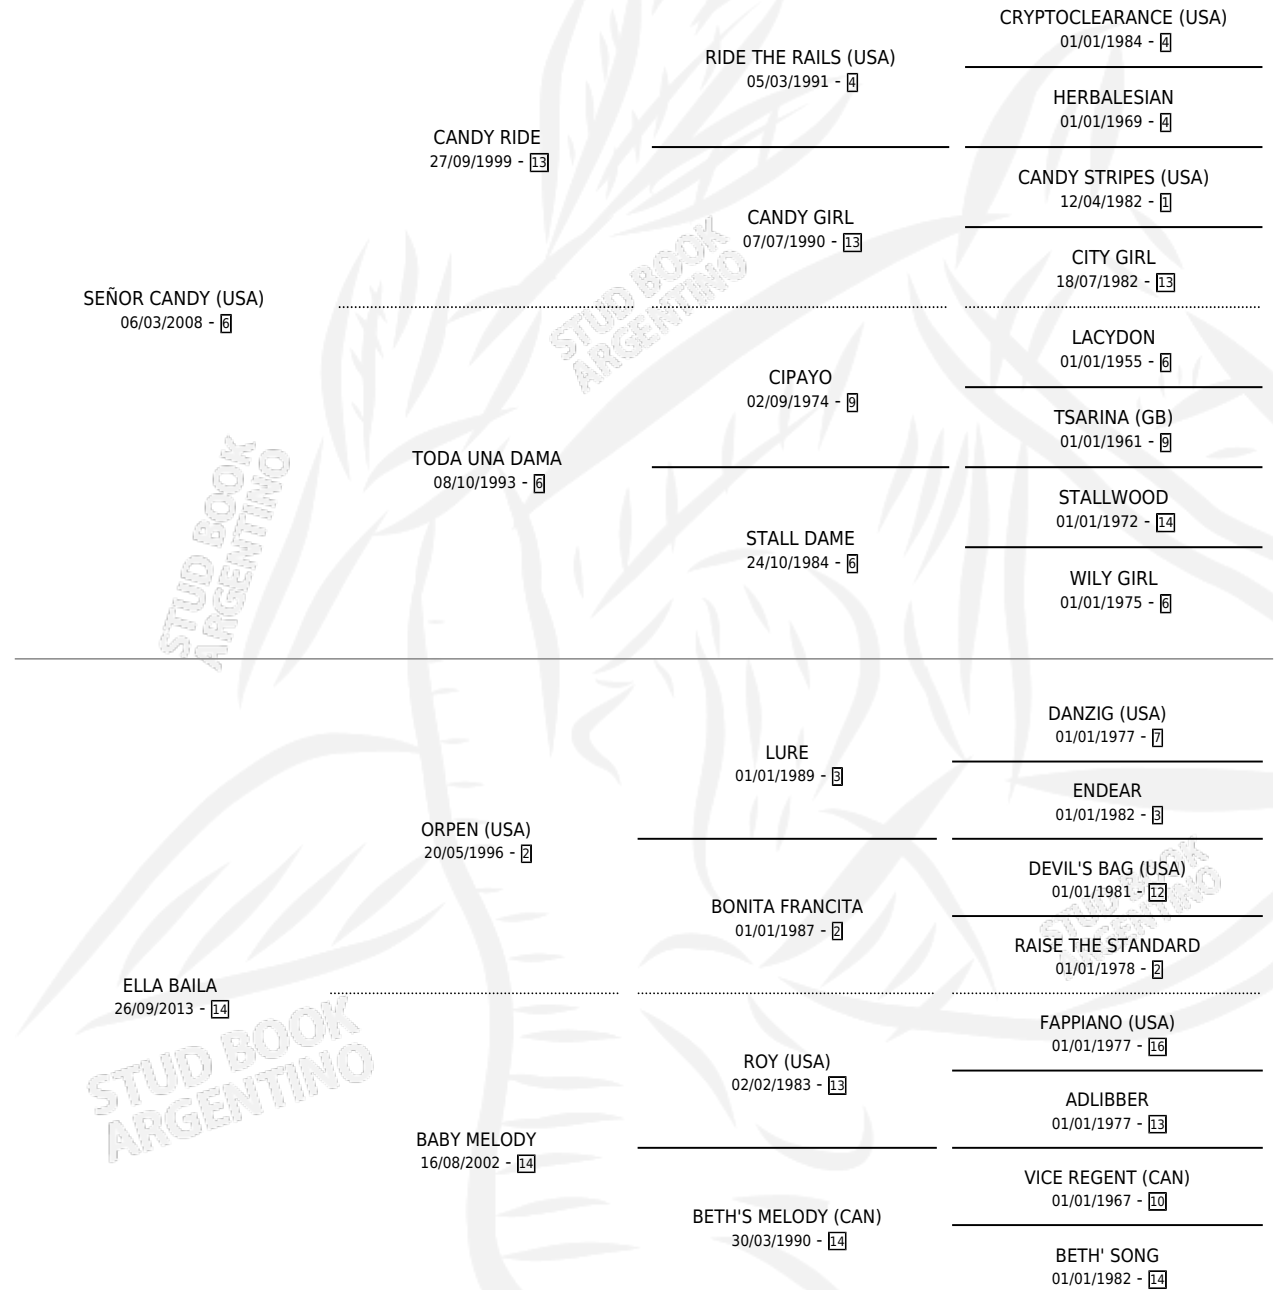 CRYPTOCLEARANCE (USA)
01/01/1984 - 4
RIDE THE RAILS (USA)
05/03/1991 - 4
HERBALESIAN
01/01/1969 - 4
CANDY RIDE
27/09/1999 - 13
CANDY STRIPES (USA)
12/04/1982 - 1
CANDY GIRL
07/07/1990 - 13
CITY GIRL
18/07/1982 - 13
SEÑOR CANDY (USA)
06/03/2008 - 6
LACYDON
01/01/1955 - 6
CIPAYO
02/09/1974 - 9
TSARINA (GB)
01/01/1961 - 9
TODA UNA DAMA
08/10/1993 - 6
STALLWOOD
01/01/1972 - 14
STALL DAME
24/10/1984 - 6
WILY GIRL
01/01/1975 - 6
STUD BOOK
ARGENTINO
STUD BOOK
ARGENTINO
DANZIG (USA)
01/01/1977 - 7
LURE
01/01/1989 - 3
ENDEAR
01/01/1982 - 3
ORPEN (USA)
20/05/1996 - 2
DEVIL'S BAG (USA)
01/01/1981 - 12
BONITA FRANCITA
01/01/1987 - 2
RAISE THE STANDARD
01/01/1978 - 2
ELLA BAILA
26/09/2013 - 14
FAPPIANO (USA)
01/01/1977 - 16
ROY (USA)
02/02/1983 - 13
ADLIBBER
01/01/1977 - 13
BABY MELODY
16/08/2002 - 14
VICE REGENT (CAN)
01/01/1967 - 10
BETH'S MELODY (CAN)
30/03/1990 - 14
BETH' SONG
01/01/1982 - 14
STUD BOOK
ARGENTINO
STUD BOOK
ARGENTINO